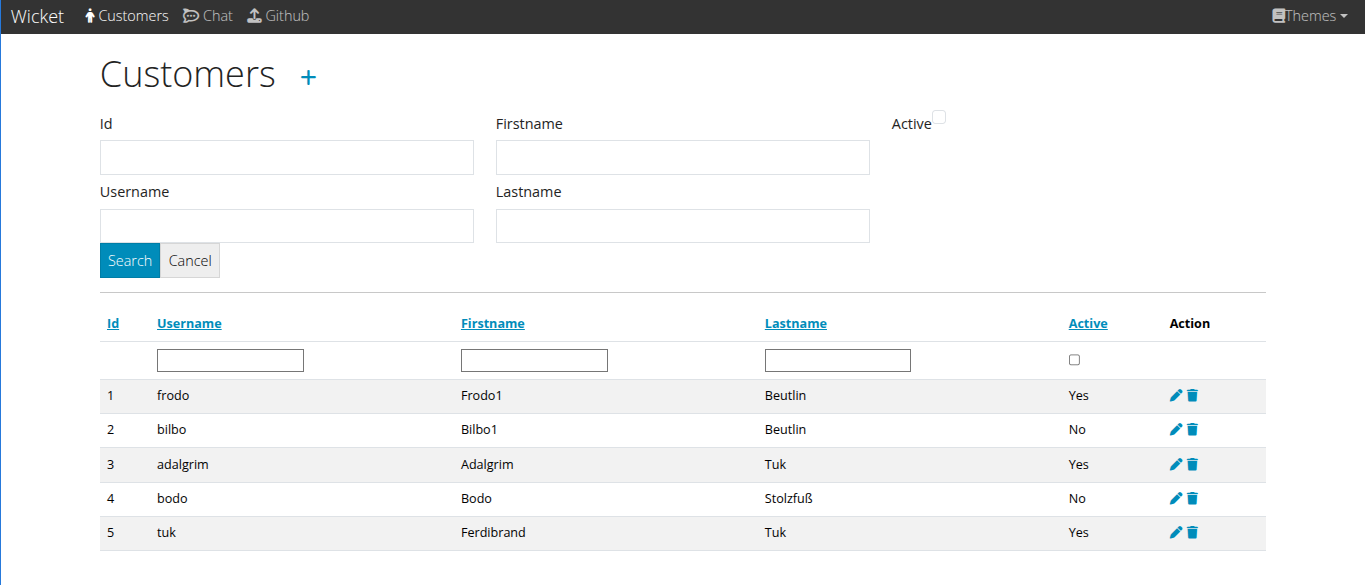 Wicket Customers Chat Github Themes
Customers +
Id Firstname Active
Username Lastname
Search Cancel
Id Username Firstname Lastname Active Action
1 frodo Frodo1 Beutlin Yes
2 bilbo Bilbo1 Beutlin No
3 adalgrim Adalgrim Tuk Yes
4 bodo Bodo Stolzfuß No
5 tuk Ferdibrand Tuk Yes